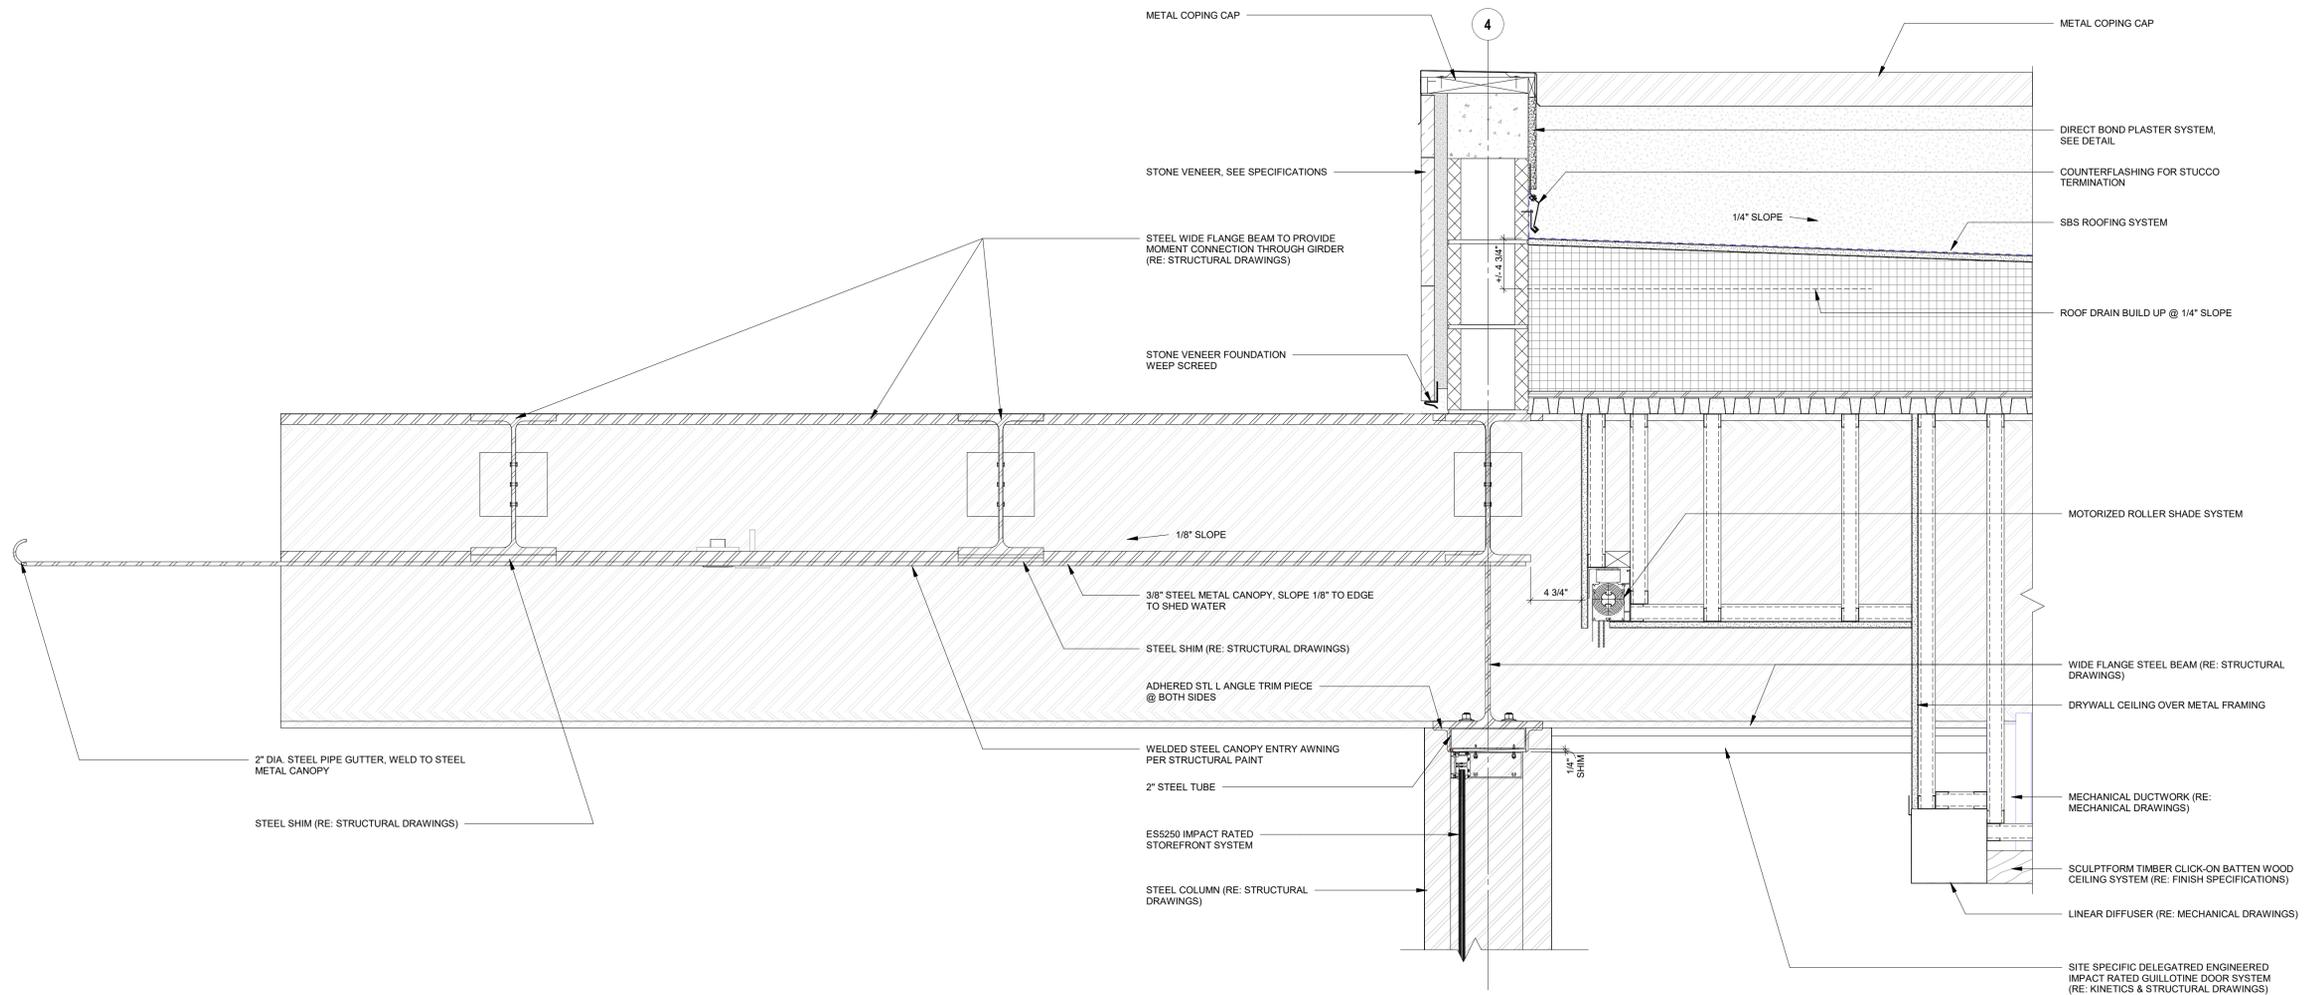 METAL COPING CAP
4
METAL COPING CAP
DIRECT BOND PLASTER SYSTEM,
SEE DETAIL
STONE VENEER, SEE SPECIFICATIONS
COUNTERFLASHING FOR STUCCO
TERMINATION
1/4" SLOPE
SBS ROOFING SYSTEM
STEEL WIDE FLANGE BEAM TO PROVIDE
MOMENT CONNECTION THROUGH GIRDER
(RE: STRUCTURAL DRAWINGS)
+/- 4 3/4"
ROOF DRAIN BUILD UP @ 1/4" SLOPE
STONE VENEER FOUNDATION
WEEP SCREED
MOTORIZED ROLLER SHADE SYSTEM
1/8" SLOPE
3/8" STEEL METAL CANOPY, SLOPE 1/8" TO EDGE
TO SHED WATER
4 3/4"
STEEL SHIM (RE: STRUCTURAL DRAWINGS)
WIDE FLANGE STEEL BEAM (RE: STRUCTURAL
DRAWINGS)
ADHERED STL L ANGLE TRIM PIECE
@ BOTH SIDES
DRYWALL CEILING OVER METAL FRAMING
2" DIA. STEEL PIPE GUTTER, WELD TO STEEL
METAL CANOPY
WELDED STEEL CANOPY ENTRY AWNING
PER STRUCTURAL PAINT
1/4"
SHIM
2" STEEL TUBE
MECHANICAL DUCTWORK (RE:
MECHANICAL DRAWINGS)
STEEL SHIM (RE: STRUCTURAL DRAWINGS)
ES5250 IMPACT RATED
STOREFRONT SYSTEM
SCULPTFORM TIMBER CLICK-ON BATTEN WOOD
CEILING SYSTEM (RE: FINISH SPECIFICATIONS)
STEEL COLUMN (RE: STRUCTURAL
DRAWINGS)
LINEAR DIFFUSER (RE: MECHANICAL DRAWINGS)
SITE SPECIFIC DELEGATRED ENGINEERED
IMPACT RATED GUILLOTINE DOOR SYSTEM
(RE: KINETICS & STRUCTURAL DRAWINGS)